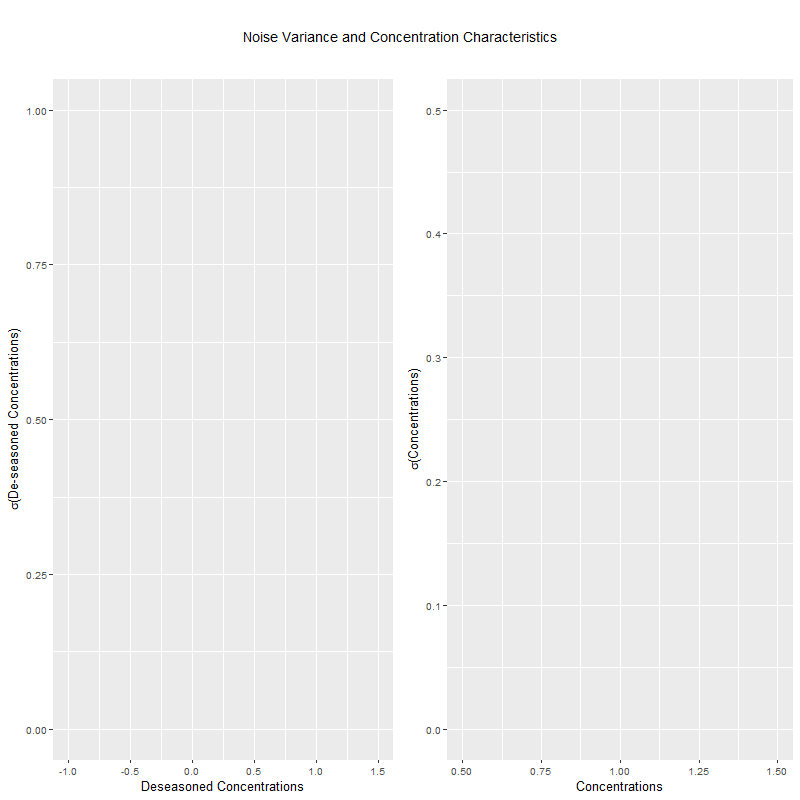 Noise Variance and Concentration Characteristics
σ(De-seasoned Concentrations)
1.00
0.75
0.50
0.25
0.00
-1.0 -0.5 0.0 0.5 1.0 1.5
Deseasoned Concentrations
σ(Concentrations)
0.5
0.4
0.3
0.2
0.1
0.0
0.50 0.75 1.00 1.25 1.50
Concentrations